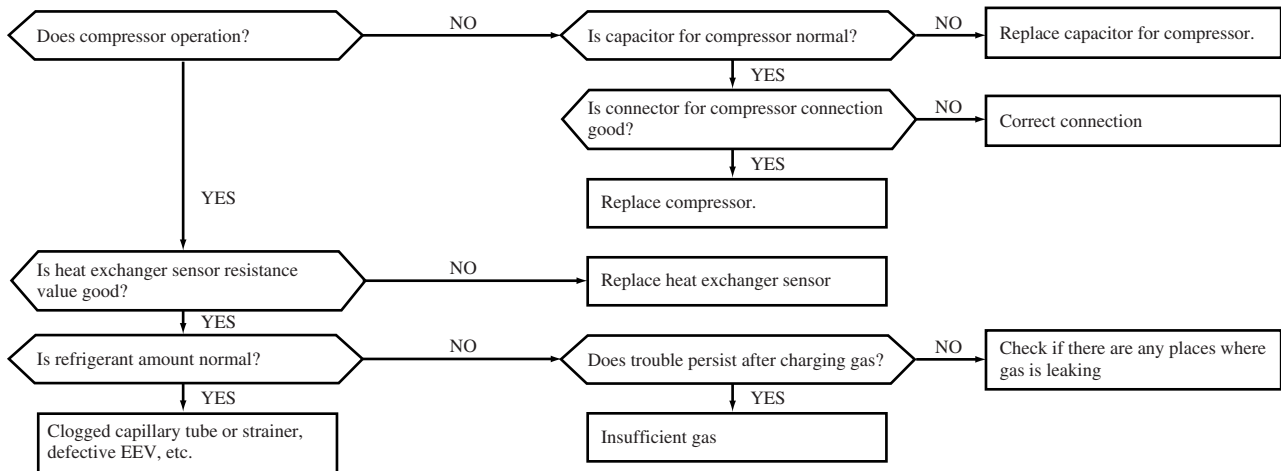 Does compressor operation?
NO
Is capacitor for compressor normal?
NO
Replace capacitor for compressor.
YES
Is connector for compressor connection
good?
NO
Correct connection
YES
Replace compressor.
YES
Is heat exchanger sensor resistance
value good?
NO
Replace heat exchanger sensor
YES
Is refrigerant amount normal?
NO
Does trouble persist after charging gas?
NO
Check if there are any places where
gas is leaking
YES
Clogged capillary tube or strainer,
defective EEV, etc.
YES
Insufficient gas